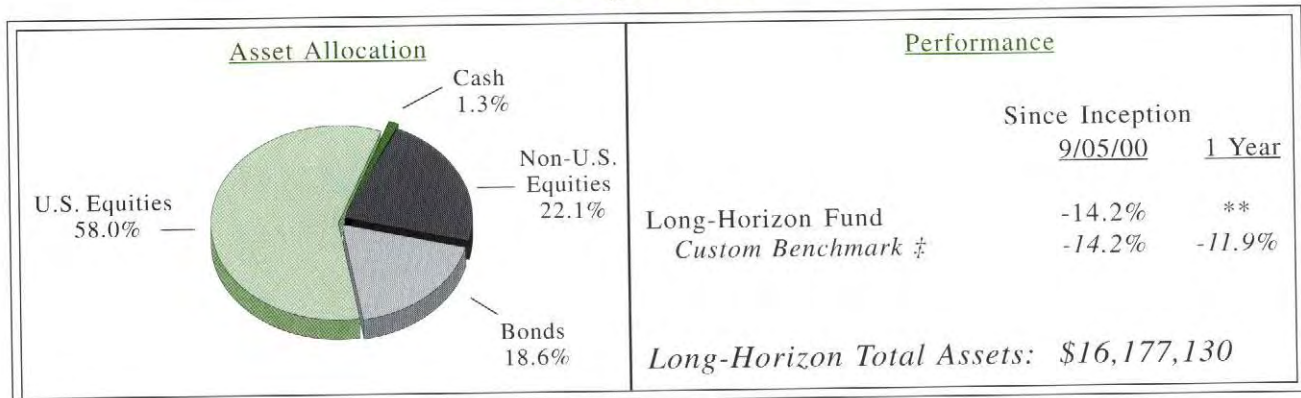 Asset Allocation
Cash
1.3%
Non-U.S.
Equities
22.1%
U.S. Equities
58.0%
Bonds
18.6%
Performance
Since Inception
9/05/00 1 Year
Long-Horizon Fund -14.2% **
Custom Benchmark ‡ -14.2% -11.9%
Long-Horizon Total Assets: $16,177,130